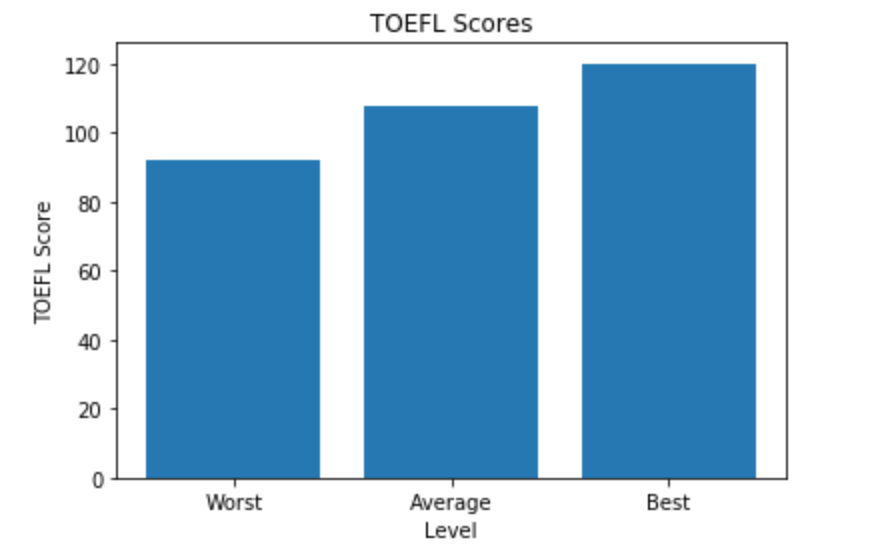 TOEFL Scores
TOEFL Score
120
100
80
60
40
20
0
Worst
Average
Best
Level